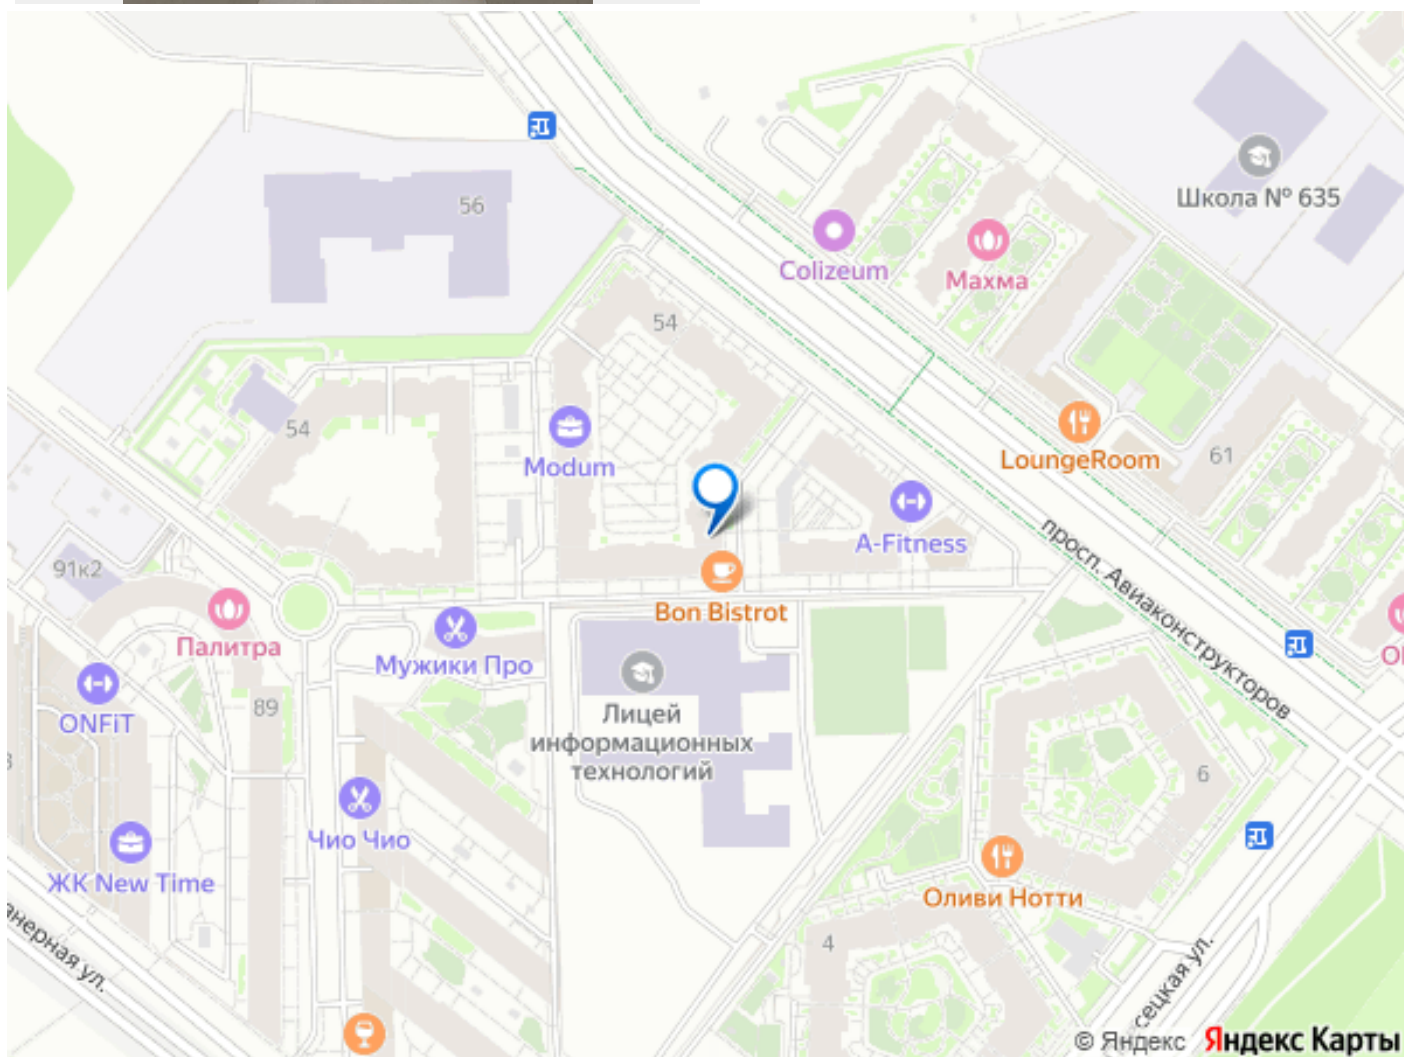 56
Школа № 635
Colizeum
Махма
54
54
Modum
LoungeRoom
61
A-Fitness
просп. Авиаконструкторов
91к2
Bon Bistrot
Палитра
Мужики Про
ONFiT
89
Лицей
информационных
технологий
6
Чио Чио
ЖК New Time
Оливи Нотти
4
© Яндекс Яндекс Карты